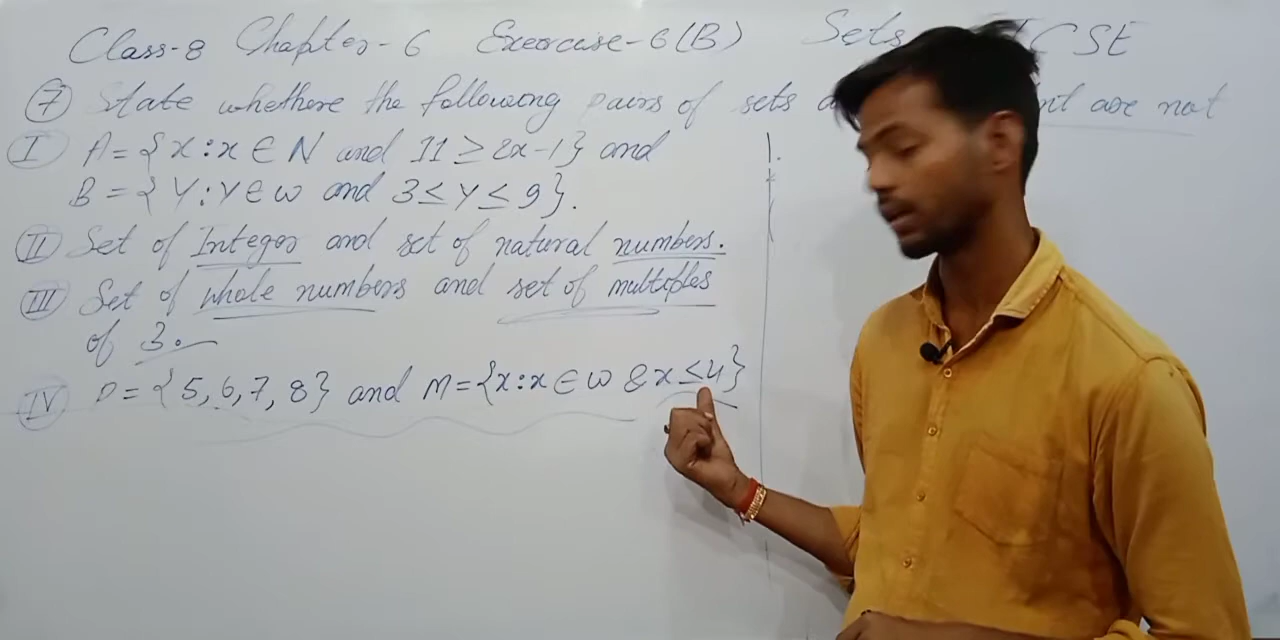 Class-8 Chapter-6 Exercise-6(B) Sets ICSE
⑦ State whethere the following pairs of sets are not
Ⅰ A = {x : x ∈ N and 11 ≥ 2x-1} and
B = { Y : Y ∈ w and 3 ≤ Y ≤ 9}.
Ⅱ Set of Integer and set of natural numbers.
Ⅲ Set of whole numbers and set of multiples
of 3.
Ⅳ P = {5, 6, 7, 8} and M = {x : x ∈ w & x ≤ 4}